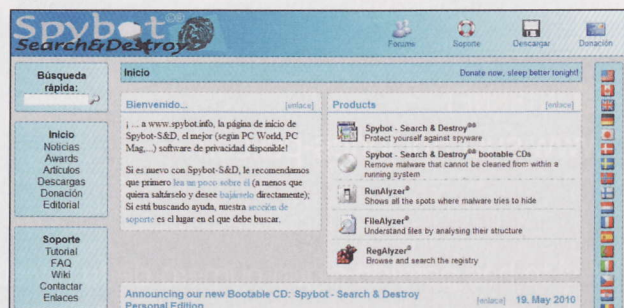 Spybot®
Search&Destroy®
Forums
Soporte
Descargar
Donación
Búsqueda
rápida:
Inicio
Donate now, sleep better tonight!
Inicio
Noticias
Awards
Artículos
Descargas
Donación
Editorial
Soporte
Tutorial
FAQ
Wiki
Contactar
Enlaces
Bienvenido...
[enlace]
¡ ... a www.spybot.info, la página de inicio de
Spybot-S&D, el mejor (según PC World, PC
Mag,...) software de privacidad disponible!
Si es nuevo con Spybot-S&D, le recomendamos
que primero lea un poco sobre él (a menos que
quiera saltárselo y desee bajárselo directamente);
Si está buscando ayuda, nuestra sección de
soporte es el lugar en el que debe buscar.
Products
[enlace]
Spybot - Search & Destroy®®
Protect yourself against spyware
Spybot - Search & Destroy®® bootable CDs
Remove malware that cannot be cleaned from within a
running system
RunAlyzer®
Shows all the spots where malware tries to hide
FileAlyzer®
Understand files by analysing their structure
RegAlyzer®
Browse and search the registry
Announcing our new Bootable CD: Spybot - Search & Destroy
Personal Edition
[enlace]
19. May 2010